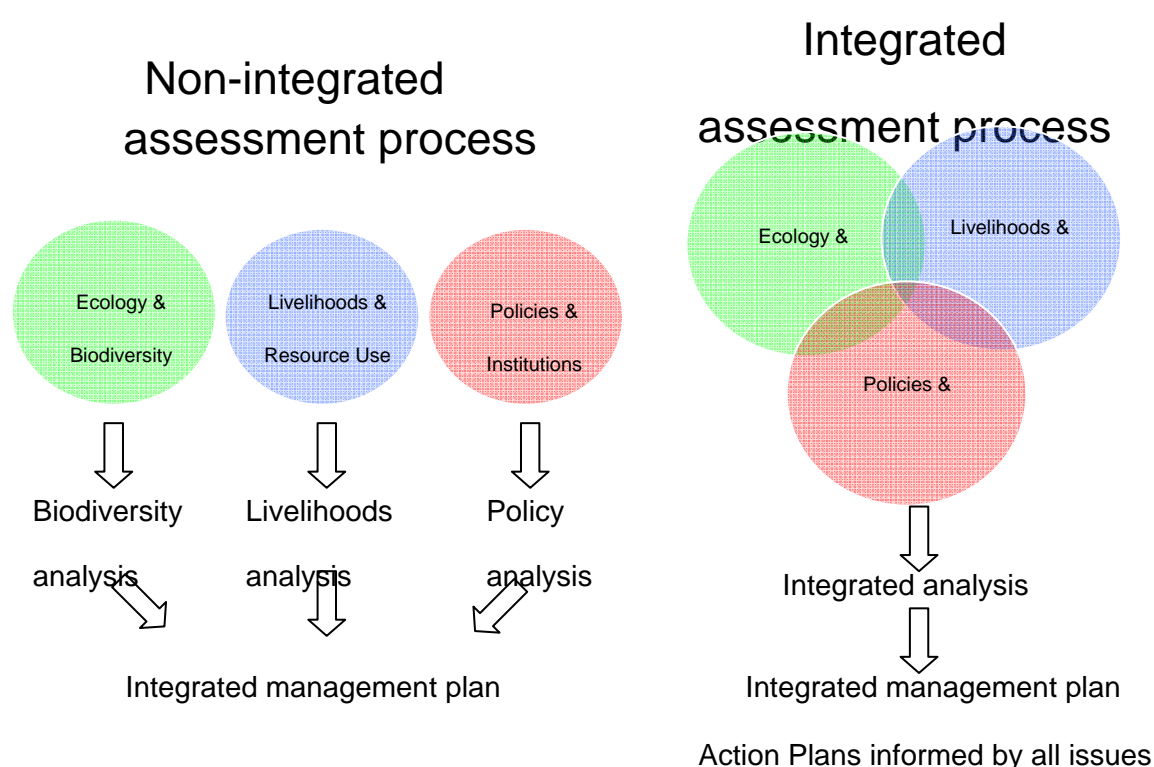 Non-integrated
assessment process
Ecology &
Biodiversity
Livelihoods &
Resource Use
Policies &
Institutions
Biodiversity
analysis
Livelihoods
analysis
Policy
analysis
Integrated management plan
Integrated
assessment process
Ecology &
Livelihoods &
Policies &
Integrated analysis
Integrated management plan
Action Plans informed by all issues